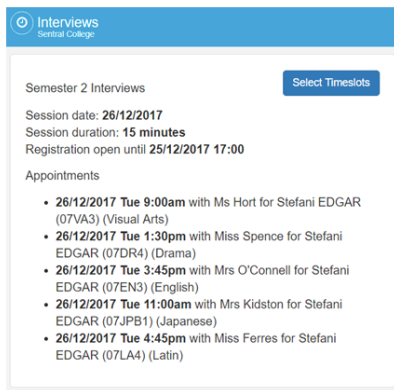 Interviews
Sentral College
Semester 2 Interviews
Select Timeslots
Session date: 26/12/2017
Session duration: 15 minutes
Registration open until 25/12/2017 17:00
Appointments
• 26/12/2017 Tue 9:00am with Ms Hort for Stefani EDGAR
(07VA3) (Visual Arts)
• 26/12/2017 Tue 1:30pm with Miss Spence for Stefani
EDGAR (07DR4) (Drama)
• 26/12/2017 Tue 3:45pm with Mrs O'Connell for Stefani
EDGAR (07EN3) (English)
• 26/12/2017 Tue 11:00am with Mrs Kidston for Stefani
EDGAR (07JPB1) (Japanese)
• 26/12/2017 Tue 4:45pm with Miss Ferres for Stefani
EDGAR (07LA4) (Latin)